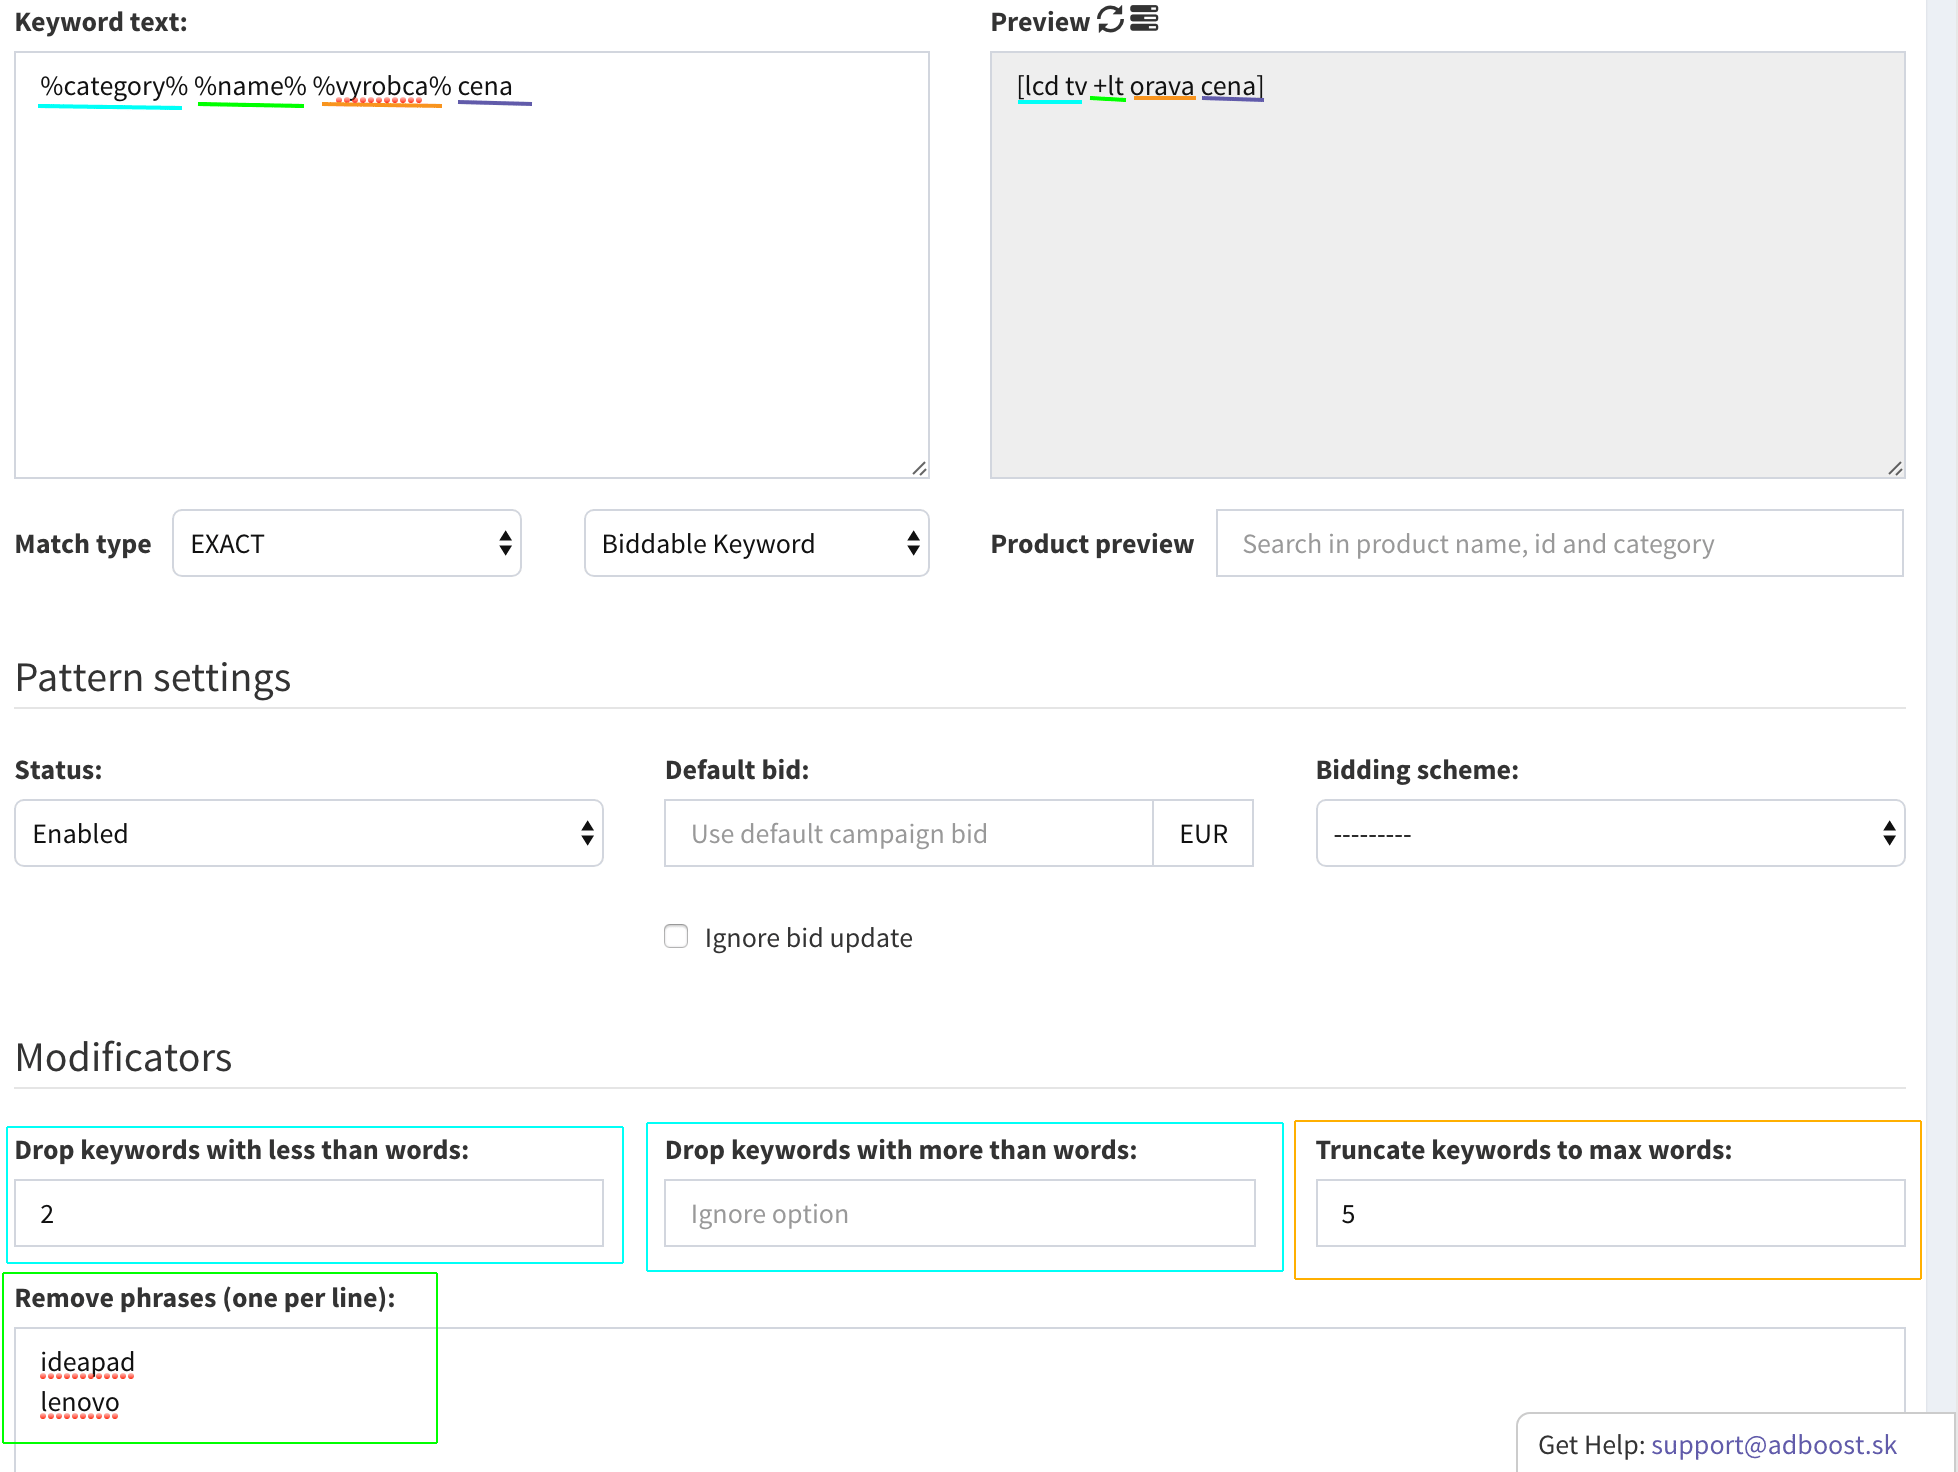 Keyword text:
%category% %name% %vyrobca% cena
Preview
[lcd tv +lt orava cena]
Match type
EXACT
Biddable Keyword
Product preview
Search in product name, id and category
Pattern settings
Status:
Enabled
Default bid:
Use default campaign bid
EUR
Bidding scheme:
---------
Ignore bid update
Modificators
Drop keywords with less than words:
2
Drop keywords with more than words:
Ignore option
Truncate keywords to max words:
5
Remove phrases (one per line):
ideapad
lenovo
Get Help: support@adboost.sk